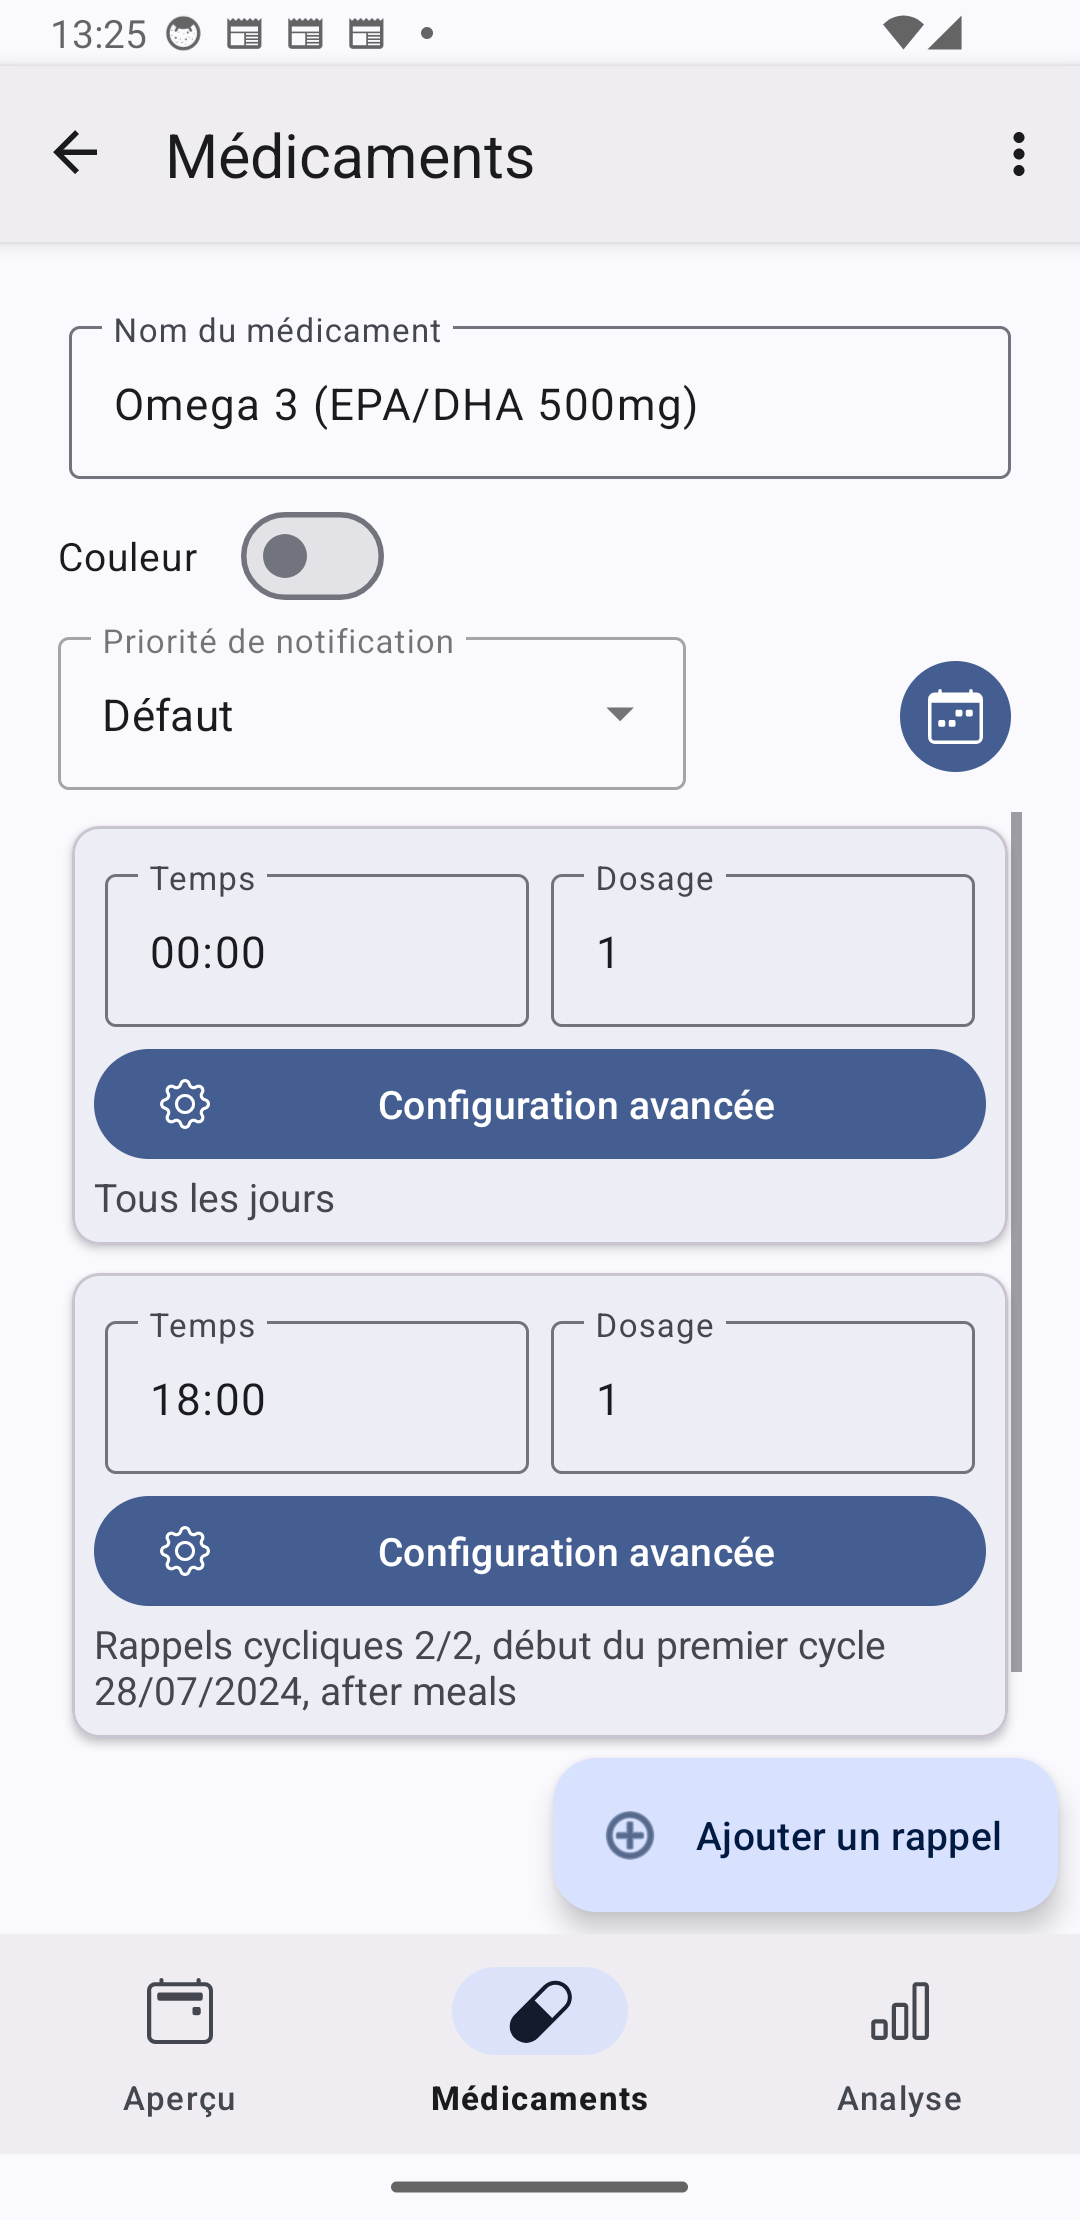 13:25
Médicaments
Nom du médicament
Omega 3 (EPA/DHA 500mg)
Couleur
Priorité de notification
Défaut
Temps
Dosage
00:00
1
Configuration avancée
Tous les jours
Temps
Dosage
18:00
1
Configuration avancée
Rappels cycliques 2/2, début du premier cycle
28/07/2024, after meals
Ajouter un rappel
Aperçu
Médicaments
Analyse